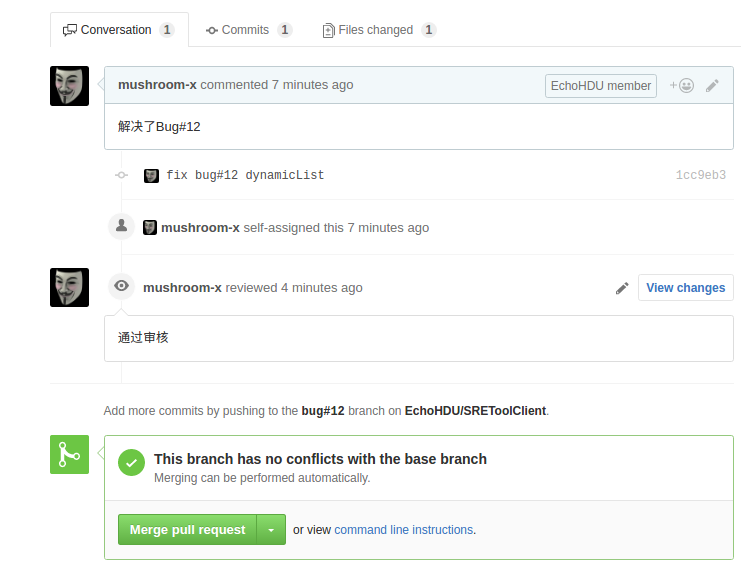 Conversation 1 Commits 1 Files changed 1
mushroom-x commented 7 minutes ago EchoHDU member +
解决了Bug#12
fix bug#12 dynamicList 1cc9eb3
mushroom-x self-assigned this 7 minutes ago
mushroom-x reviewed 4 minutes ago View changes
通过审核
Add more commits by pushing to the bug#12 branch on EchoHDU/SREToolClient.
This branch has no conflicts with the base branch
Merging can be performed automatically.
Merge pull request or view command line instructions.